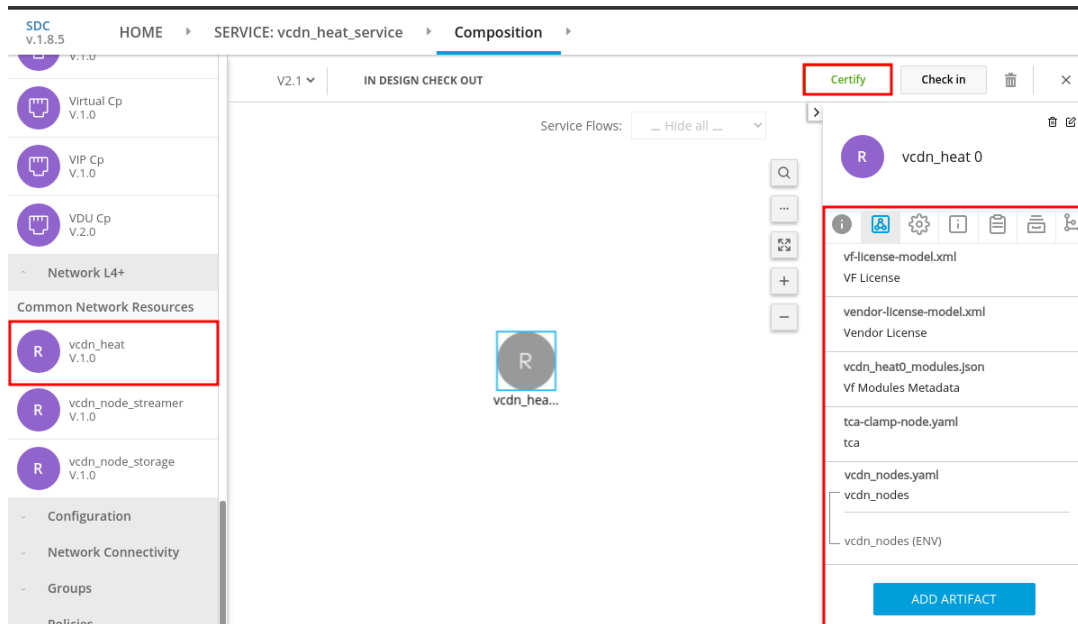 SDC
v.1.8.5
HOME
SERVICE: vcdn_heat_service
Composition
V.1.0
Virtual Cp
V.1.0
VIP Cp
V.1.0
VDU Cp
V.2.0
Network L4+
Common Network Resources
R
vcdn_heat
V.1.0
R
vcdn_node_streamer
V.1.0
R
vcdn_node_storage
V.1.0
Configuration
Network Connectivity
Groups
Policies
V2.1
IN DESIGN CHECK OUT
Certify
Check in
Service Flows:
__ Hide all __
R
vcdn_hea...
R
vcdn_heat 0
vf-license-model.xml
VF License
vendor-license-model.xml
Vendor License
vcdn_heat0_modules.json
Vf Modules Metadata
tca-clamp-node.yaml
tca
vcdn_nodes.yaml
vcdn_nodes
vcdn_nodes (ENV)
ADD ARTIFACT